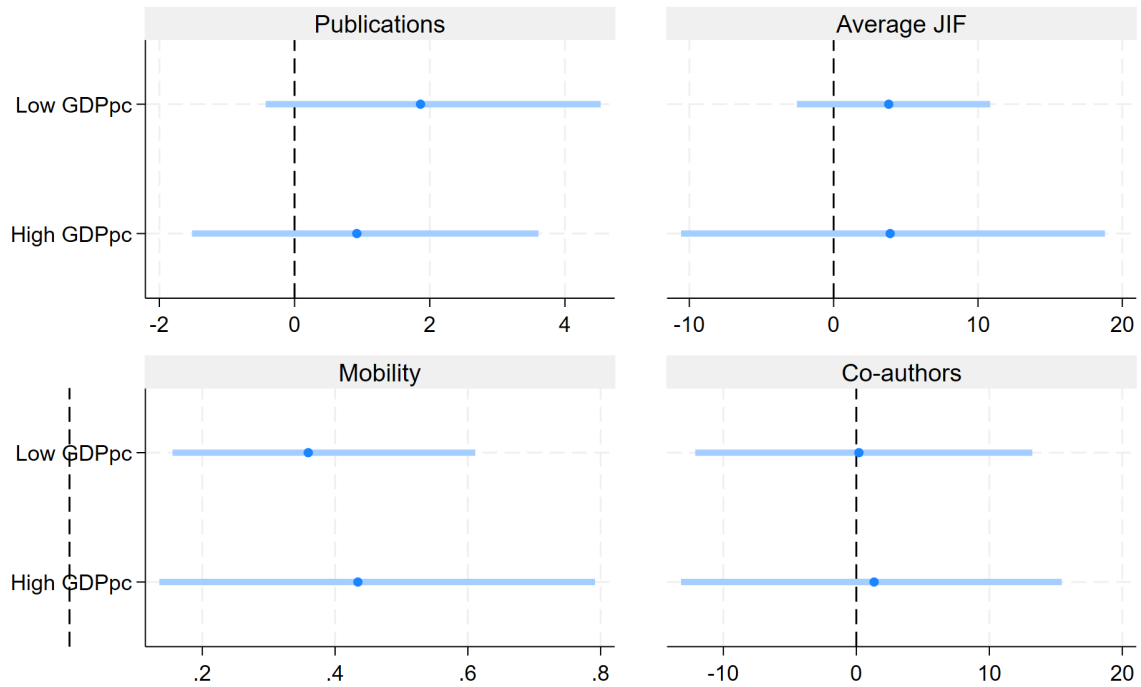 Publications
Average JIF
Low GDPpc
High GDPpc
-2 0 2 4
-10 0 10 20
Mobility
Co-authors
Low GDPpc
High GDPpc
.2 .4 .6 .8
-10 0 10 20